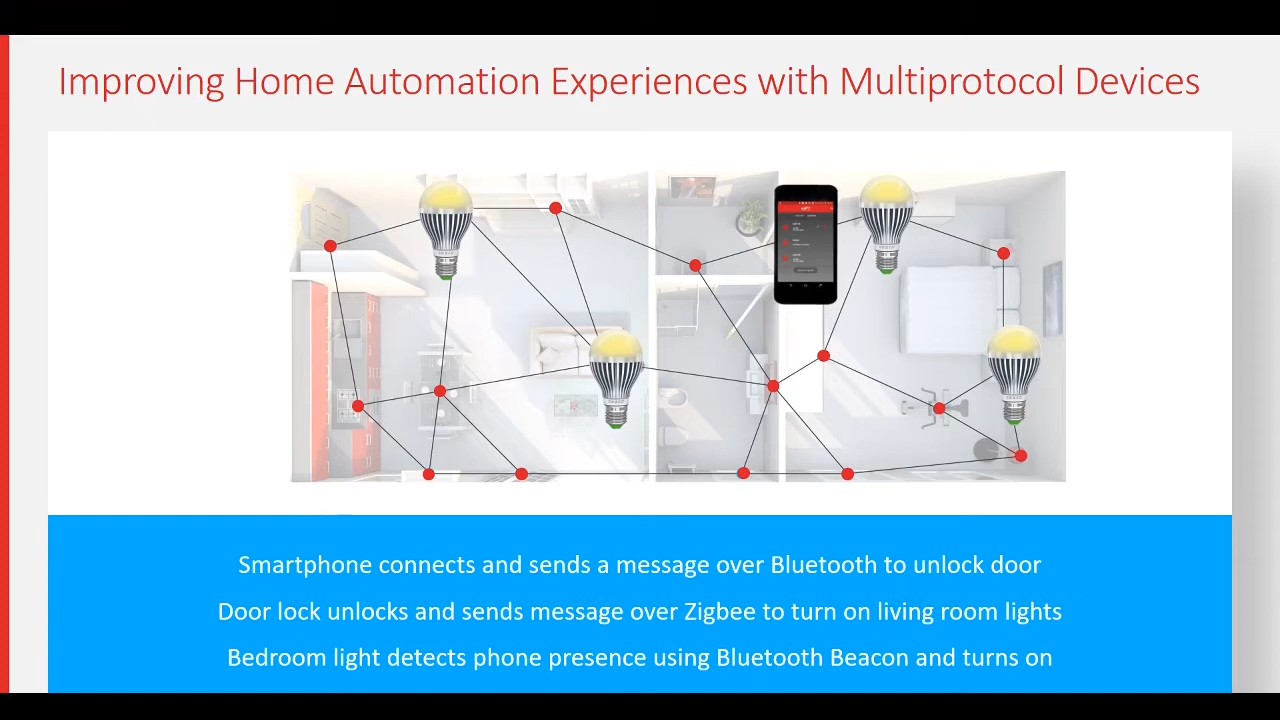 Improving Home Automation Experiences with Multiprotocol Devices
Smartphone connects and sends a message over Bluetooth to unlock door
Door lock unlocks and sends message over Zigbee to turn on living room lights
Bedroom light detects phone presence using Bluetooth Beacon and turns on